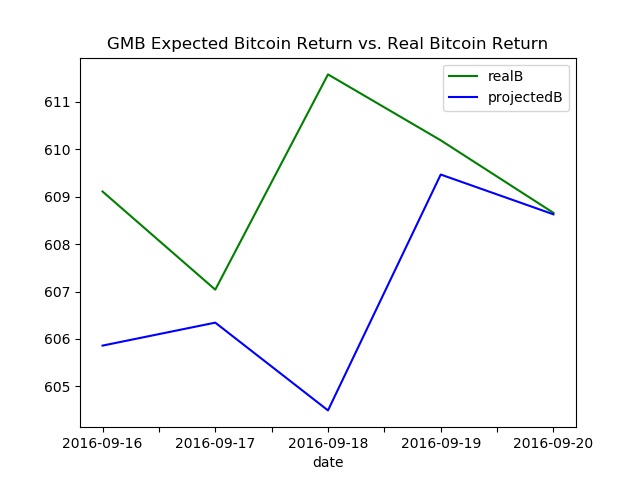 GMB Expected Bitcoin Return vs. Real Bitcoin Return
realB
projectedB
611
610
609
608
607
606
605
2016-09-16 2016-09-17 2016-09-18 2016-09-19 2016-09-20
date